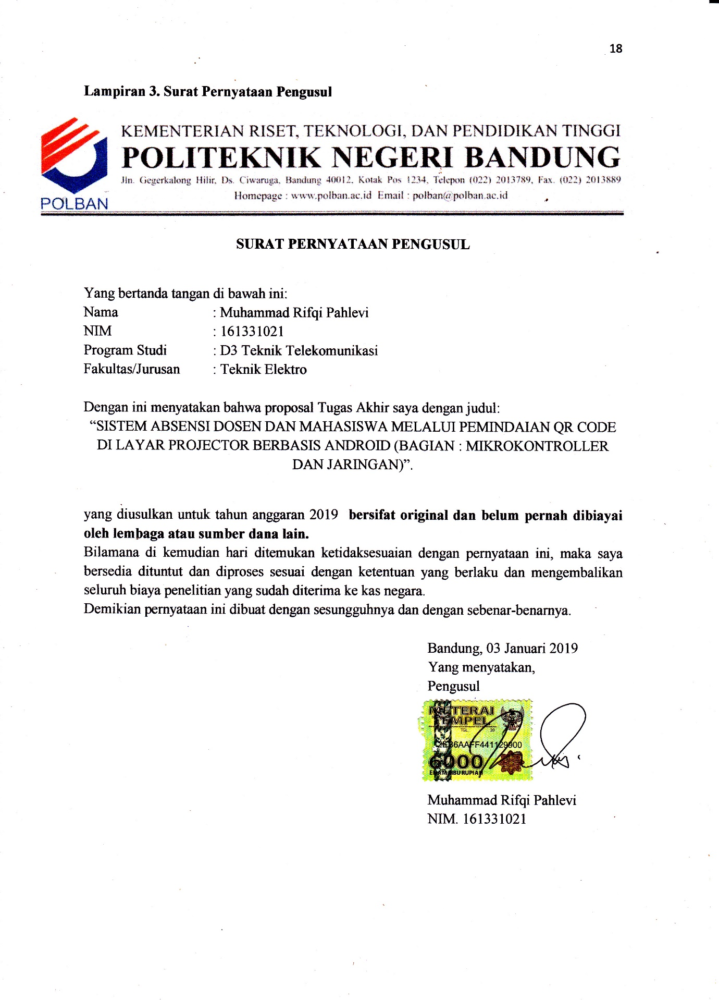 18
Lampiran 3. Surat Pernyataan Pengusul
KEMENTERIAN RISET, TEKNOLOGI, DAN PENDIDIKAN TINGGI
POLITEKNIK NEGERI BANDUNG
Jln. Gegerkalong Hilir, Ds. Ciwaruga, Bandung 40012, Kotak Pos 1234, Telepon (022) 2013789, Fax. (022) 2013889
Homepage : www.polban.ac.id Email : polban@polban.ac.id
POLBAN
SURAT PERNYATAAN PENGUSUL
Yang bertanda tangan di bawah ini:
Nama : Muhammad Rifqi Pahlevi
NIM : 161331021
Program Studi : D3 Teknik Telekomunikasi
Fakultas/Jurusan : Teknik Elektro
Dengan ini menyatakan bahwa proposal Tugas Akhir saya dengan judul:
“SISTEM ABSENSI DOSEN DAN MAHASISWA MELALUI PEMINDAIAN QR CODE
DI LAYAR PROJECTOR BERBASIS ANDROID (BAGIAN : MIKROKONTROLLER
DAN JARINGAN)”.
yang diusulkan untuk tahun anggaran 2019 bersifat original dan belum pernah dibiayai
oleh lembaga atau sumber dana lain.
Bilamana di kemudian hari ditemukan ketidaksesuaian dengan pernyataan ini, maka saya
bersedia dituntut dan diproses sesuai dengan ketentuan yang berlaku dan mengembalikan
seluruh biaya penelitian yang sudah diterima ke kas negara.
Demikian pernyataan ini dibuat dengan sesungguhnya dan dengan sebenar-benarnya.
Bandung, 03 Januari 2019
Yang menyatakan,
Pengusul
METERAI
TEMPEL
TGL. 20
6000
ENAM RIBU RUPIAH
Muhammad Rifqi Pahlevi
NIM. 161331021